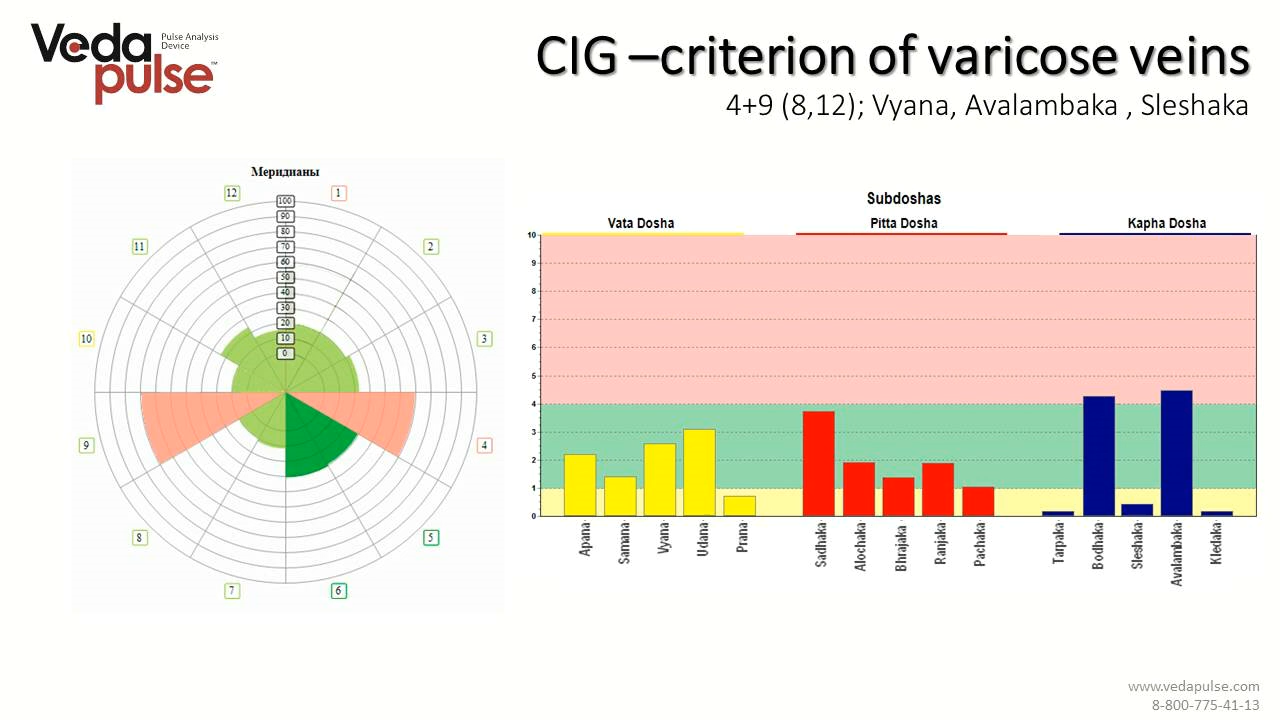 Veda
pulse™
Pulse Analysis
Device
CIG –criterion of varicose veins
4+9 (8,12); Vyana, Avalambaka , Sleshaka
Меридианы
12
1
11
2
10
3
9
4
8
5
7
6
100
90
80
70
60
50
40
30
20
10
0
Subdoshas
Vata Dosha
Pitta Dosha
Kapha Dosha
10
9
8
7
6
5
4
3
2
1
0
Apana
Samana
Vyana
Udana
Prana
Sadhaka
Alochaka
Bhrajaka
Ranjaka
Pachaka
Tarpaka
Bodhaka
Sleshaka
Avalambaka
Kledaka
www.vedapulse.com
8-800-775-41-13